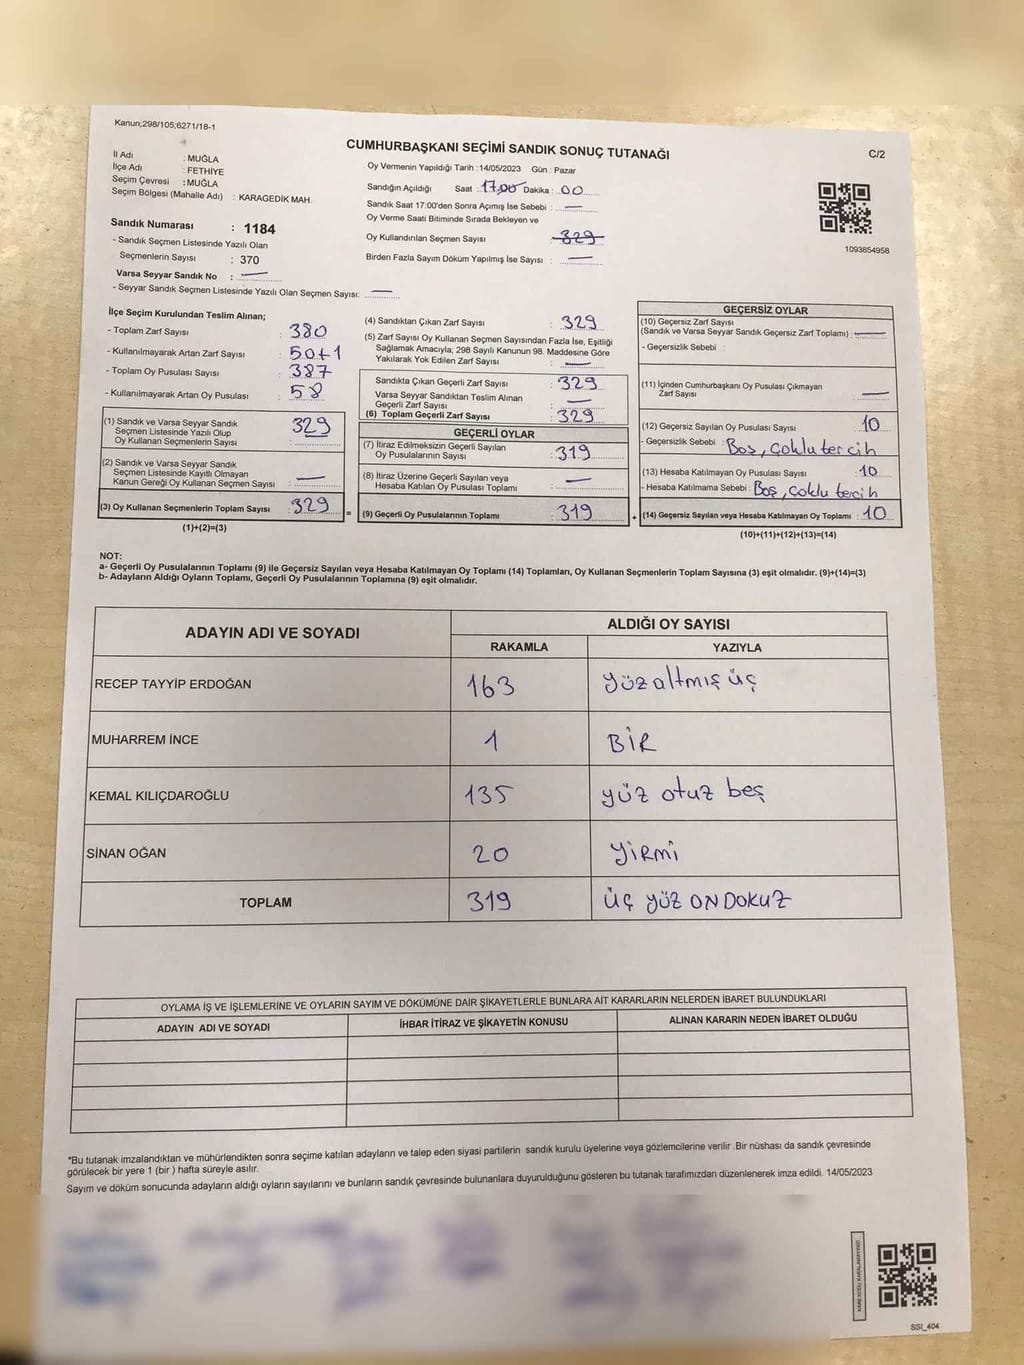 Kanun;298/105;6271/18-1
CUMHURBAŞKANI SEÇİMİ SANDIK SONUÇ TUTANAĞI
C/2
İl Adı : MUĞLA
İlçe Adı : FETHİYE
Seçim Çevresi : MUĞLA
Seçim Bölgesi (Mahalle Adı) : KARAGEDİK MAH.
Sandık Numarası : 1184
- Sandık Seçmen Listesinde Yazılı Olan
Seçmenlerin Sayısı : 370
Varsa Seyyar Sandık No : —
- Seyyar Sandık Seçmen Listesinde Yazılı Olan Seçmen Sayısı: —
Oy Vermenin Yapıldığı Tarih : 14/05/2023 Gün : Pazar
Sandığın Açıldığı Saat : 17,00 Dakika : 00
Sandık Saat 17:00'den Sonra Açımış İse Sebebi : —
Oy Verme Saati Bitiminde Sırada Bekleyen ve
Oy Kullandırılan Seçmen Sayısı : 329
Birden Fazla Sayım Döküm Yapılmış İse Sayısı : —
1093854958
İlçe Seçim Kurulundan Teslim Alınan;
- Toplam Zarf Sayısı : 380
- Kullanılmayarak Artan Zarf Sayısı : 50+1
- Toplam Oy Pusulası Sayısı : 387
- Kullanılmayarak Artan Oy Pusulası : 58
(1) Sandık ve Varsa Seyyar Sandık
Seçmen Listesinde Yazılı Olup
Oy Kullanan Seçmenlerin Sayısı : 329
(2) Sandık ve Varsa Seyyar Sandık
Seçmen Listesinde Kayıtlı Olmayan
Kanun Gereği Oy Kullanan Seçmen Sayısı : —
(3) Oy Kullanan Seçmenlerin Toplam Sayısı : 329
(1)+(2)=(3)
(4) Sandıktan Çıkan Zarf Sayısı : 329
(5) Zarf Sayısı Oy Kullanan Seçmen Sayısından Fazla İse, Eşitliği
Sağlamak Amacıyla; 298 Sayılı Kanunun 98. Maddesine Göre
Yakılarak Yok Edilen Zarf Sayısı : —
Sandıkta Çıkan Geçerli Zarf Sayısı : 329
Varsa Seyyar Sandıktan Teslim Alınan
Geçerli Zarf Sayısı : —
(6) Toplam Geçerli Zarf Sayısı : 329
GEÇERLİ OYLAR
(7) İtiraz Edilmeksizin Geçerli Sayılan
Oy Pusulalarının Sayısı : 319
(8) İtiraz Üzerine Geçerli Sayılan veya
Hesaba Katılan Oy Pusulası Toplamı : —
= (9) Geçerli Oy Pusulalarının Toplamı : 319
GEÇERSİZ OYLAR
(10) Geçersiz Zarf Sayısı
(Sandık ve Varsa Seyyar Sandık Geçersiz Zarf Toplamı) : —
- Geçersizlik Sebebi :
(11) İçinden Cumhurbaşkanı Oy Pusulası Çıkmayan
Zarf Sayısı : —
(12) Geçersiz Sayılan Oy Pusulası Sayısı : 10
- Geçersizlik Sebebi : Boş, çoklu tercih
(13) Hesaba Katılmayan Oy Pusulası Sayısı : 10
- Hesaba Katılmama Sebebi : Boş, çoklu tercih
+ (14) Geçersiz Sayılan veya Hesaba Katılmayan Oy Toplamı : 10
(10)+(11)+(12)+(13)=(14)
NOT:
a- Geçerli Oy Pusulalarının Toplamı (9) ile Geçersiz Sayılan veya Hesaba Katılmayan Oy Toplamı (14) Toplamları, Oy Kullanan Seçmenlerin Toplam Sayısına (3) eşit olmalıdır. (9)+(14)=(3)
b- Adayların Aldığı Oyların Toplamı, Geçerli Oy Pusulalarının Toplamına (9) eşit olmalıdır.
ADAYIN ADI VE SOYADI
ALDIĞI OY SAYISI
RAKAMLA YAZIYLA
RECEP TAYYİP ERDOĞAN 163 yüz altmış üç
MUHARREM İNCE 1 BİR
KEMAL KILIÇDAROĞLU 135 yüz otuz beş
SİNAN OĞAN 20 yirmi
TOPLAM 319 üç yüz ON DOKUZ
OYLAMA İŞ VE İŞLEMLERİNE VE OYLARIN SAYIM VE DÖKÜMÜNE DAİR ŞİKAYETLERLE BUNLARA AİT KARARLARIN NELERDEN İBARET BULUNDUKLARI
ADAYIN ADI VE SOYADI İHBAR İTİRAZ VE ŞİKAYETİN KONUSU ALINAN KARARIN NEDEN İBARET OLDUĞU
*Bu tutanak imzalandıktan ve mühürlendikten sonra seçime katılan adayların ve talep eden siyasi partilerin sandık kurulu üyelerine veya gözlemcilerine verilir .Bir nüshası da sandık çevresinde
görülecek bir yere 1 (bir ) hafta süreyle asılır.
Sayım ve döküm sonucunda adayların aldığı oyların sayılarını ve bunların sandık çevresinde bulunanlara duyurulduğunu gösteren bu tutanak tarafımızdan düzenlenerek imza edildi. 14/05/2023
SSI_404